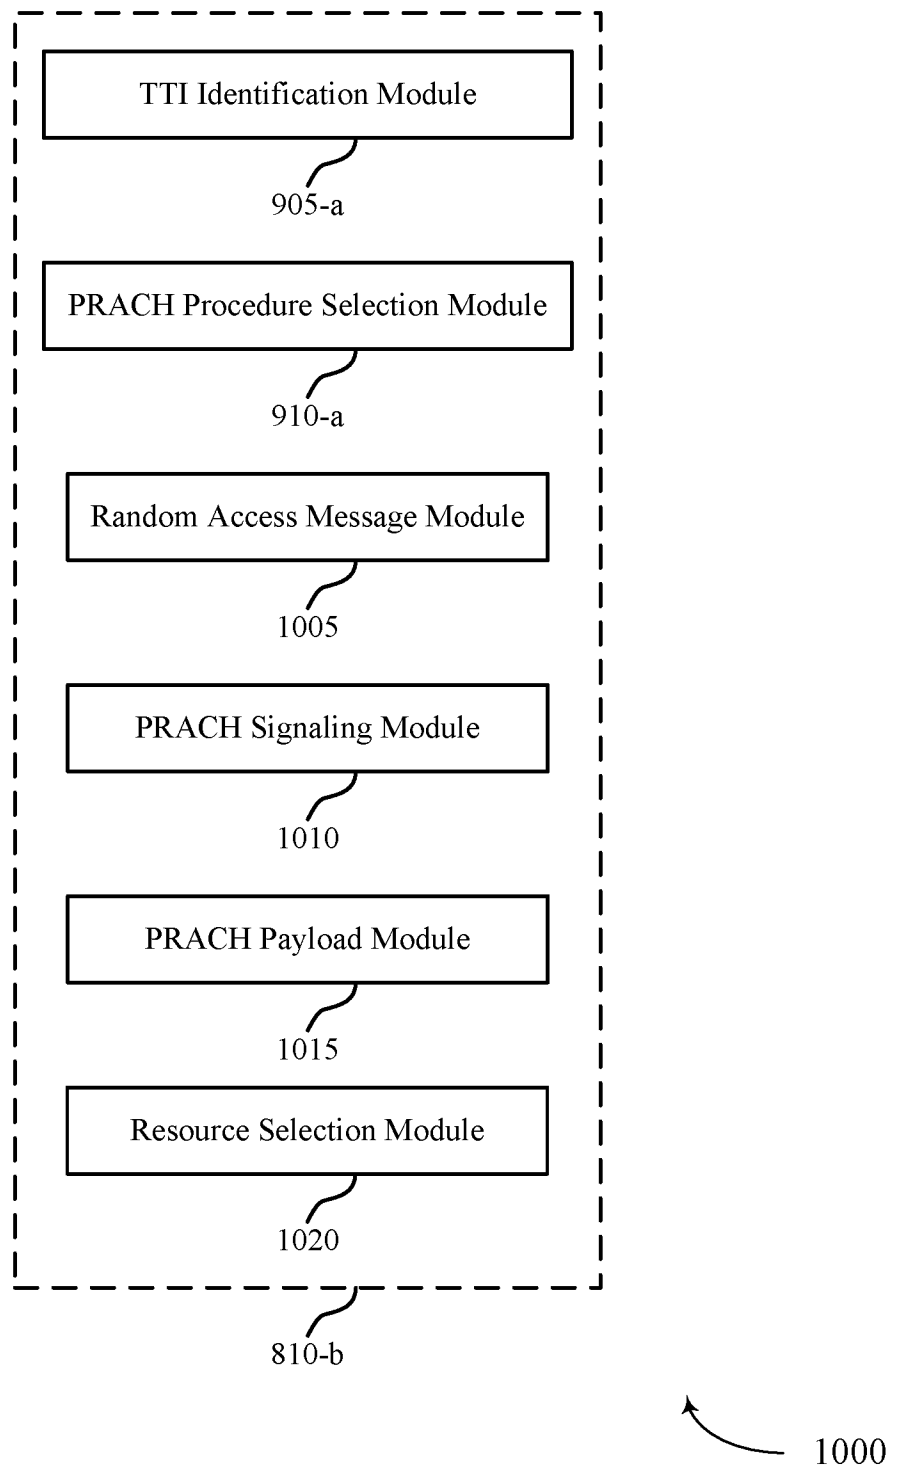 TTI Identification Module
905-a
PRACH Procedure Selection Module
910-a
Random Access Message Module
1005
PRACH Signaling Module
1010
PRACH Payload Module
1015
Resource Selection Module
1020
810-b
1000